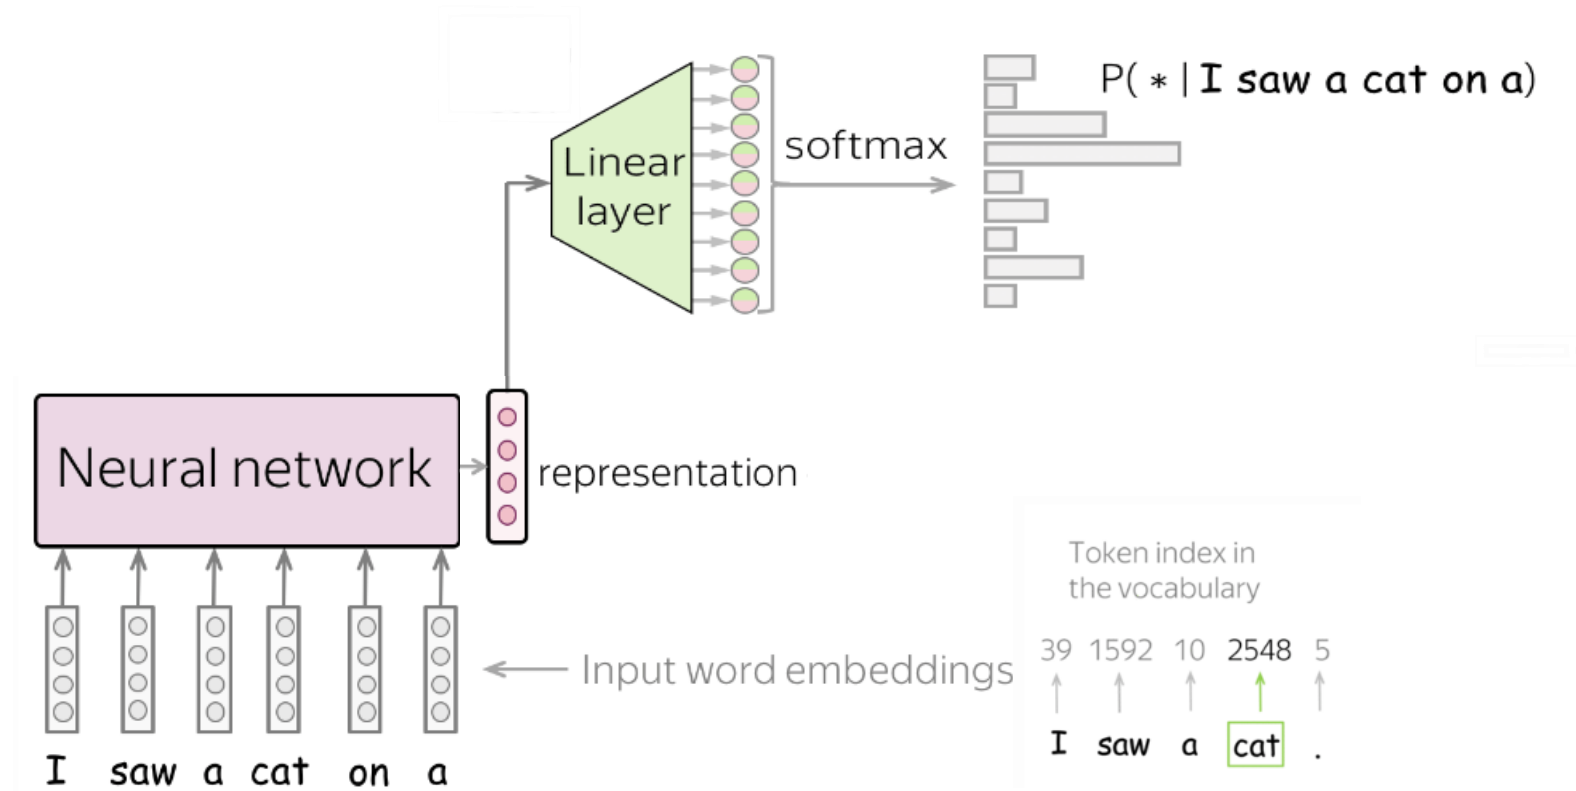 P( * | I saw a cat on a)
softmax
Linear
layer
Neural network
representation
Token index in
the vocabulary
39 1592 10 2548 5
Input word embeddings
I saw a cat .
I saw a cat on a